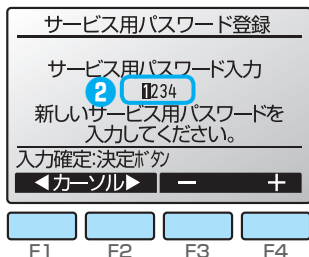 サービス用パスワード登録
サービス用パスワード入力
2 1234
新しいサービス用パスワードを
入力してください。
入力確定:決定ﾎﾞﾀﾝ
◀カーソル▶ － ＋
F1 F2 F3 F4